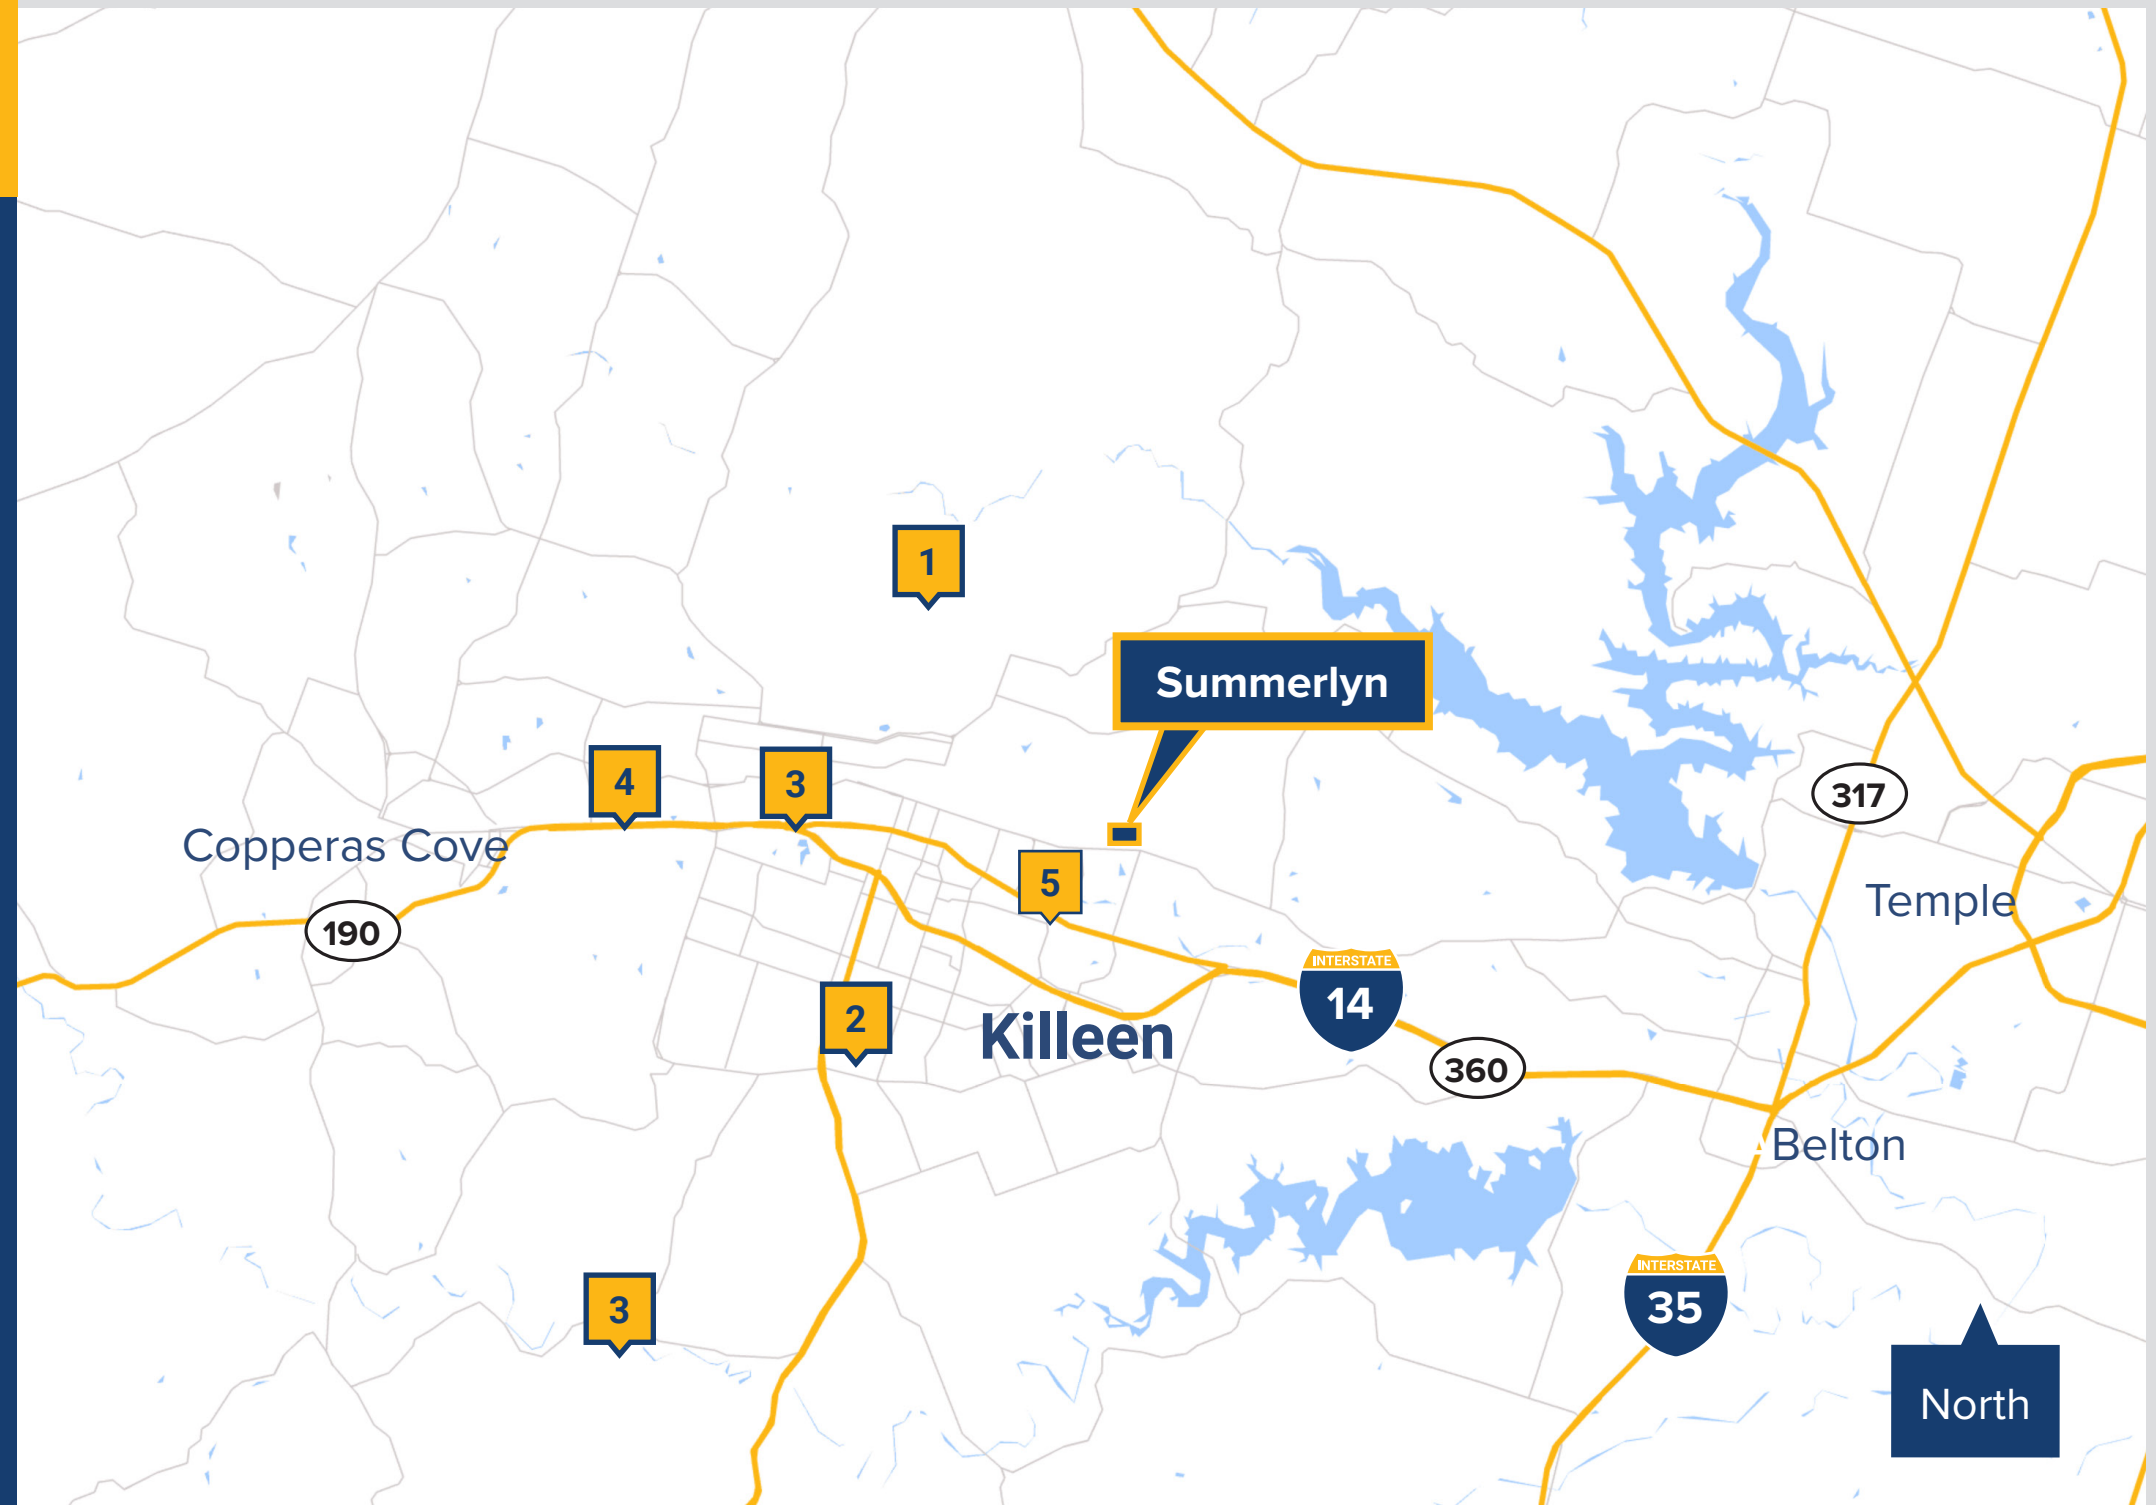 1
Summerlyn
4
3
317
Copperas Cove
5
Temple
190
INTERSTATE
14
2
Killeen
360
Belton
INTERSTATE
35
3
North